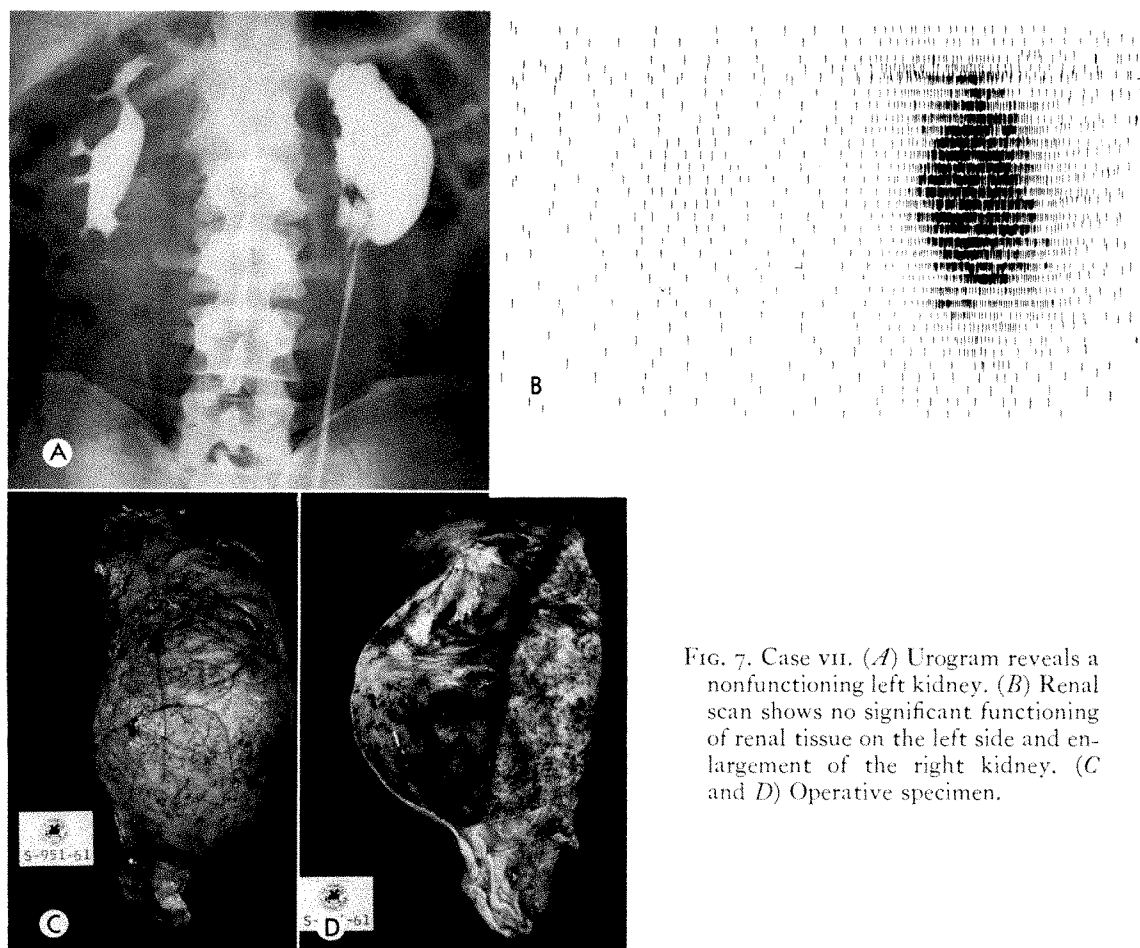 A
B
S-951-61
C
S- -61
D
FIG. 7. Case VII. (A) Urogram reveals a
nonfunctioning left kidney. (B) Renal
scan shows no significant functioning
of renal tissue on the left side and en-
largement of the right kidney. (C
and D) Operative specimen.